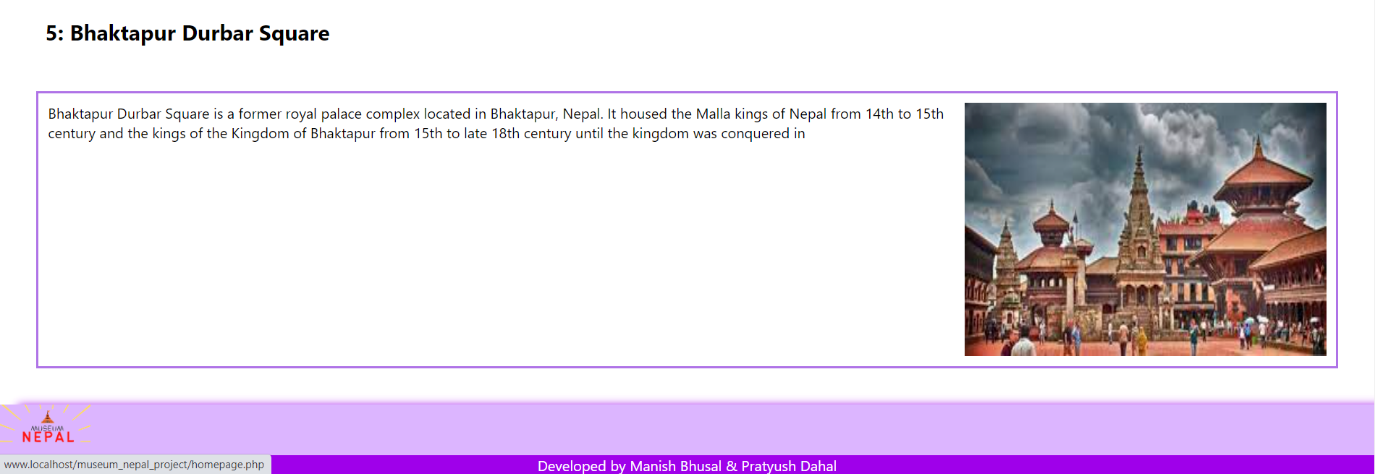 5: Bhaktapur Durbar Square
Bhaktapur Durbar Square is a former royal palace complex located in Bhaktapur, Nepal. It housed the Malla kings of Nepal from 14th to 15th
century and the kings of the Kingdom of Bhaktapur from 15th to late 18th century until the kingdom was conquered in
MUSEUM
NEPAL
www.localhost/museum_nepal_project/homepage.php
Developed by Manish Bhusal & Pratyush Dahal